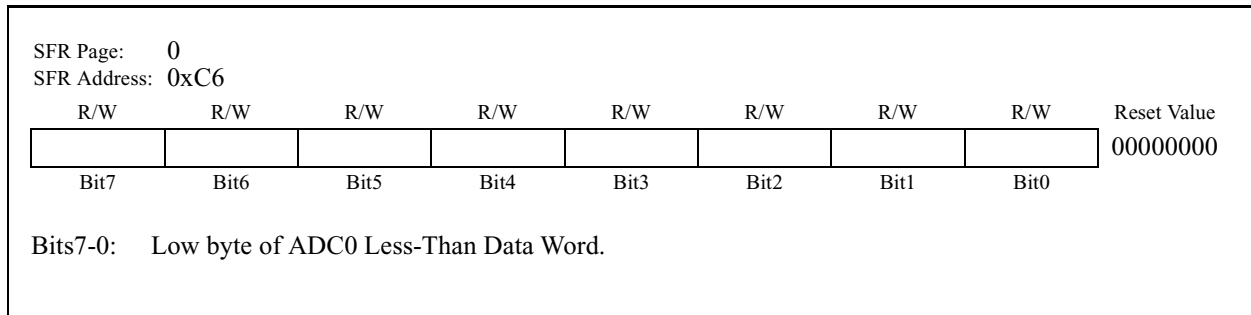 SFR Page: 0
SFR Address: 0xC6
R/W R/W R/W R/W R/W R/W R/W R/W Reset Value
00000000
Bit7 Bit6 Bit5 Bit4 Bit3 Bit2 Bit1 Bit0
Bits7-0: Low byte of ADC0 Less-Than Data Word.